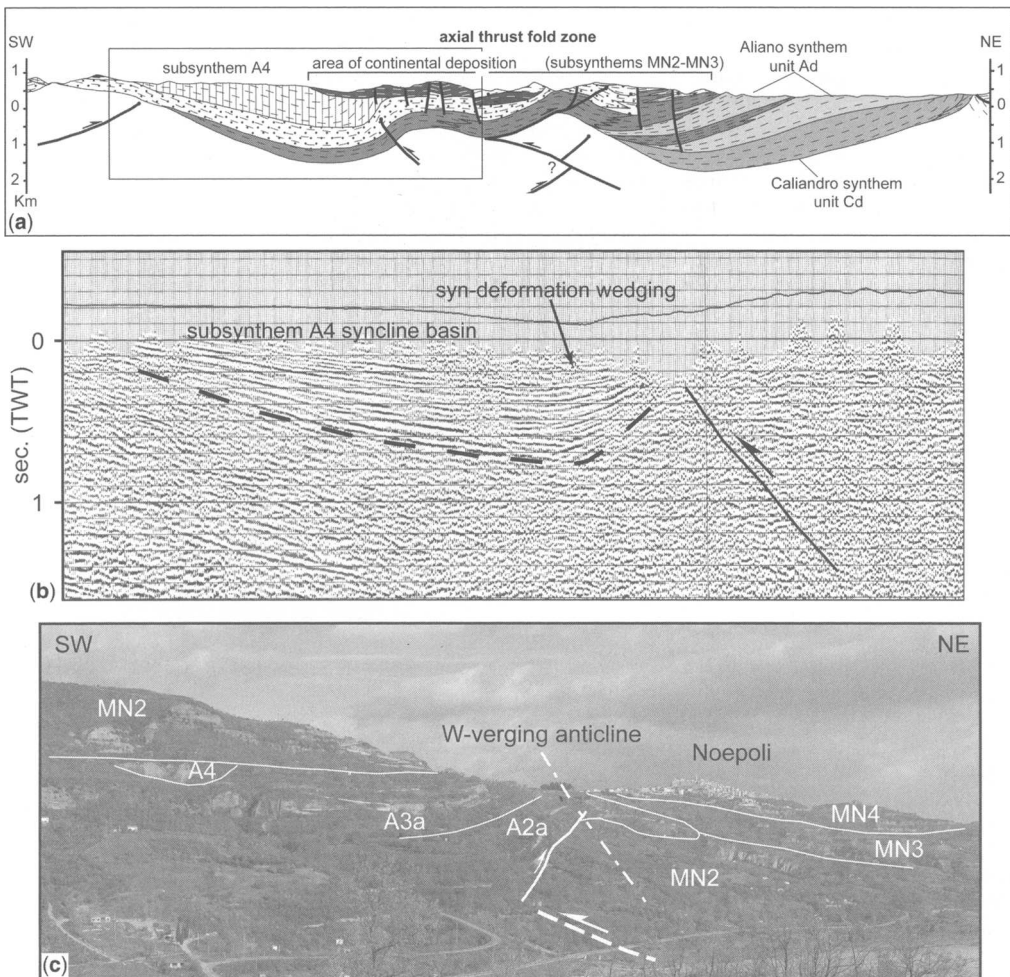 SW
NE
axial thrust fold zone
subsynthem A4
area of continental deposition
(subsynthems MN2-MN3)
Aliano synthem
unit Ad
1
0
1
2
Km
1
0
1
2
?
Caliandro synthem
unit Cd
(a)
syn-deformation wedging
subsynthem A4 syncline basin
0
sec. (TWT)
1
(b)
SW
NE
MN2
W-verging anticline
Noepoli
A4
A3a
A2a
MN4
MN3
MN2
(c)